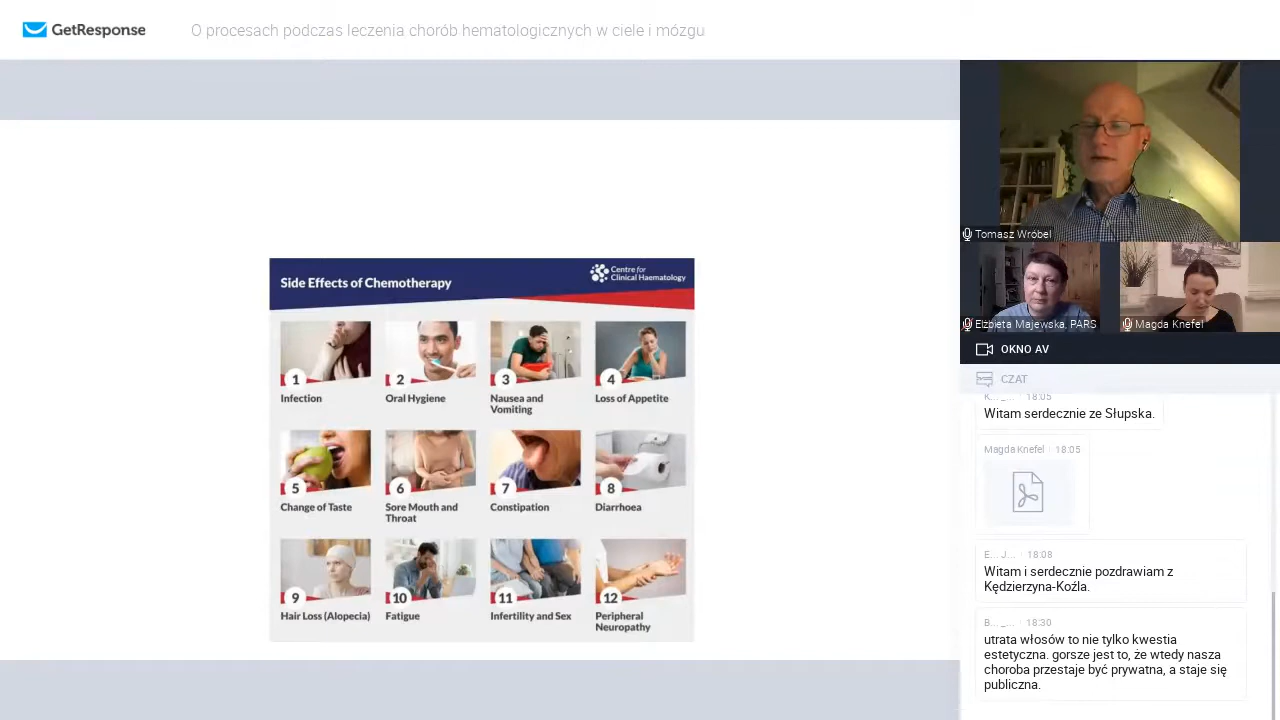 GetResponse
O procesach podczas leczenia chorób hematologicznych w ciele i mózgu
Side Effects of Chemotherapy
Centre for
Clinical Haematology
1
Infection
2
Oral Hygiene
3
Nausea and
Vomiting
4
Loss of Appetite
5
Change of Taste
6
Sore Mouth and
Throat
7
Constipation
8
Diarrhoea
9
Hair Loss (Alopecia)
10
Fatigue
11
Infertility and Sex
12
Peripheral
Neuropathy
Tomasz Wróbel
Elżbieta Majewska, PARS
Magda Knefel
OKNO AV
CZAT
K... _... 18:05
Witam serdecznie ze Słupska.
Magda Knefel 18:05
E... J... 18:08
Witam i serdecznie pozdrawiam z
Kędzierzyna-Koźla.
B... _... 18:30
utrata włosów to nie tylko kwestia
estetyczna. gorsze jest to, że wtedy nasza
choroba przestaje być prywatna, a staje się
publiczna.